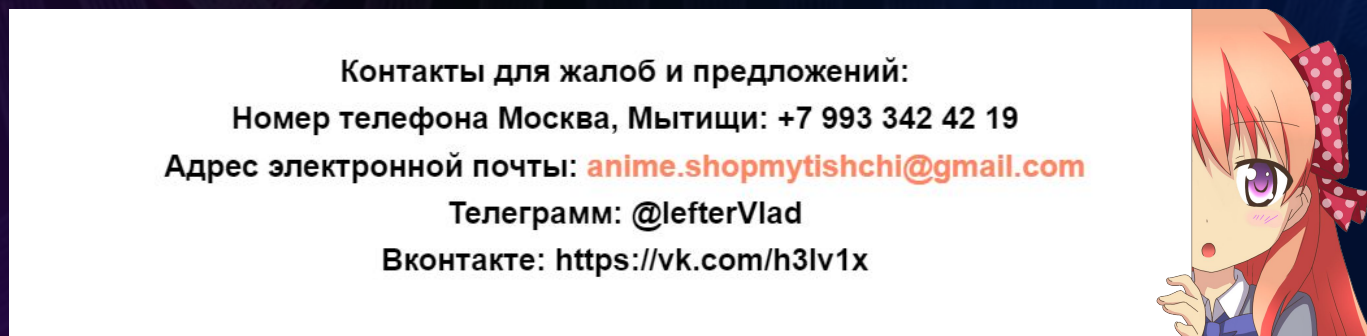 Контакты для жалоб и предложений:
Номер телефона Москва, Мытищи: +7 993 342 42 19
Адрес электронной почты: anime.shopmytishchi@gmail.com
Телеграмм: @lefterVlad
Вконтакте: https://vk.com/h3lv1x